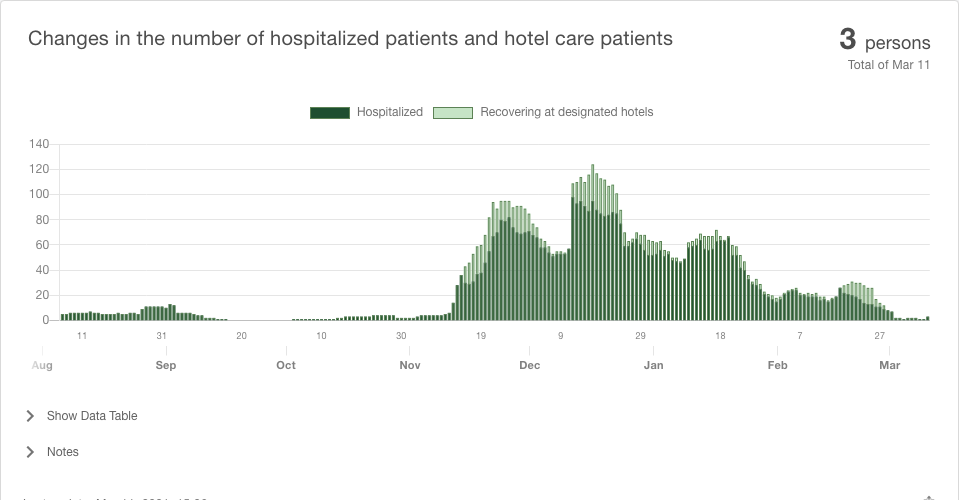 Changes in the number of hospitalized patients and hotel care patients
3 persons
Total of Mar 11
Hospitalized Recovering at designated hotels
140
120
100
80
60
40
20
0
11 31 20 10 30 19 9 29 18 7 27
Aug Sep Oct Nov Dec Jan Feb Mar
Show Data Table
Notes